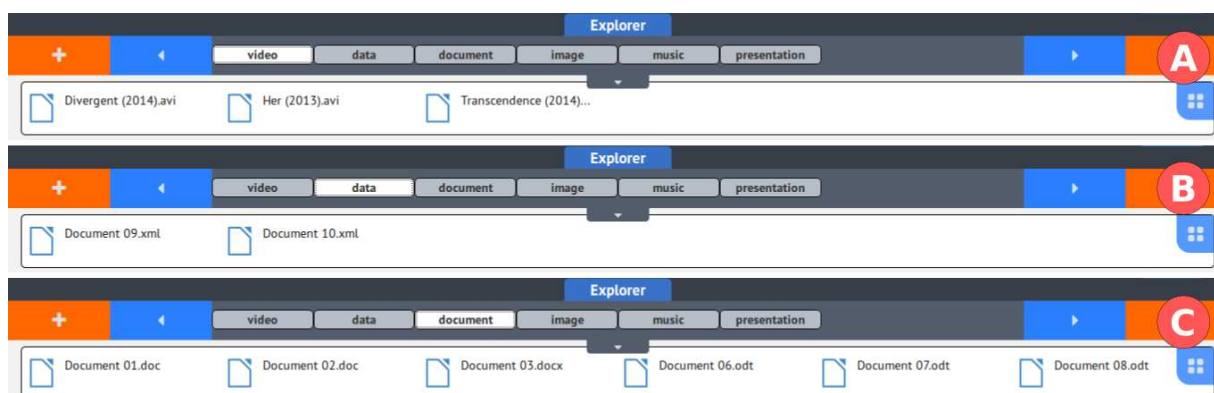 Explorer
+ video data document image music presentation A
Divergent (2014).avi Her (2013).avi Transcendence (2014)...
Explorer
+ video data document image music presentation B
Document 09.xml Document 10.xml
Explorer
+ video data document image music presentation C
Document 01.doc Document 02.doc Document 03.docx Document 06.odt Document 07.odt Document 08.odt